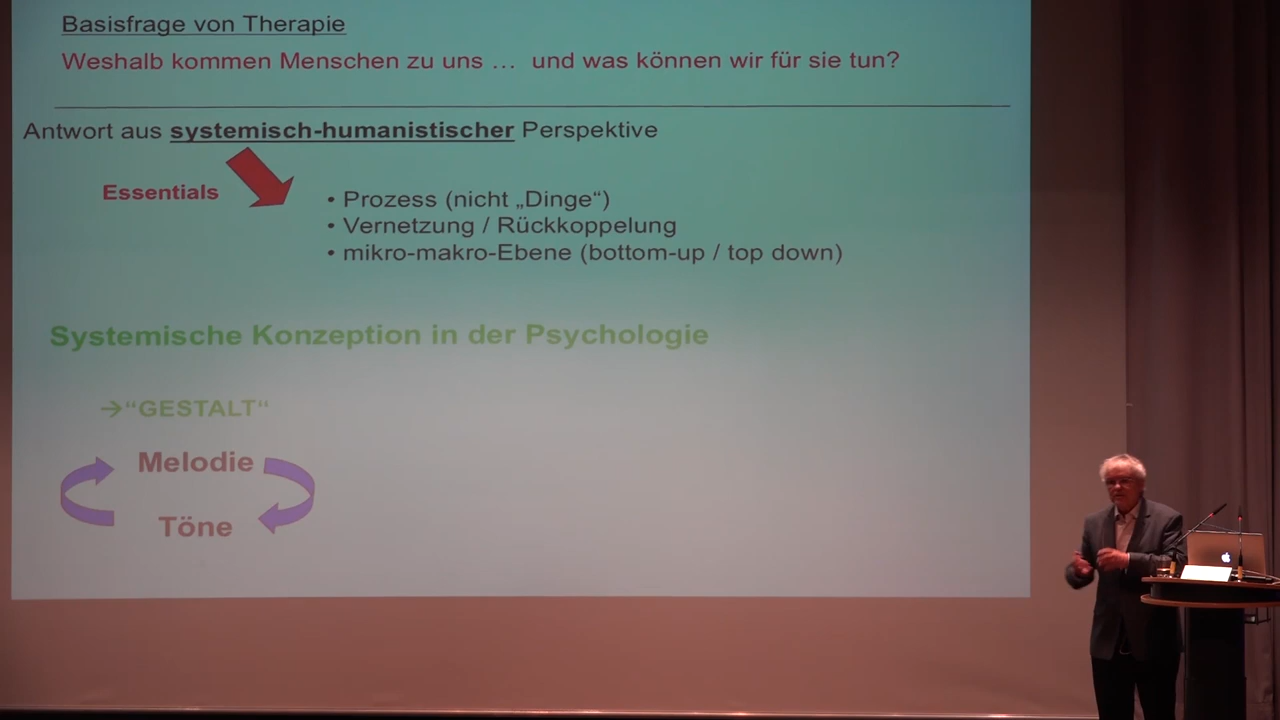 Basisfrage von Therapie
Weshalb kommen Menschen zu uns … und was können wir für sie tun?
Antwort aus systemisch-humanistischer Perspektive
Essentials
• Prozess (nicht „Dinge“)
• Vernetzung / Rückkoppelung
• mikro-makro-Ebene (bottom-up / top down)
Systemische Konzeption in der Psychologie
→“GESTALT“
Melodie
Töne